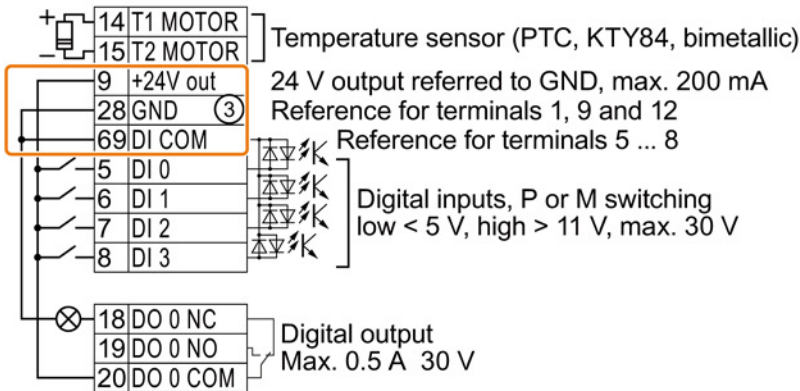 + 14 T1 MOTOR
− 15 T2 MOTOR
Temperature sensor (PTC, KTY84, bimetallic)
9 +24V out 24 V output referred to GND, max. 200 mA
28 GND ③ Reference for terminals 1, 9 and 12
69 DI COM Reference for terminals 5 ... 8
5 DI 0
6 DI 1
7 DI 2
8 DI 3
Digital inputs, P or M switching
low < 5 V, high > 11 V, max. 30 V
18 DO 0 NC
19 DO 0 NO
20 DO 0 COM
Digital output
Max. 0.5 A 30 V